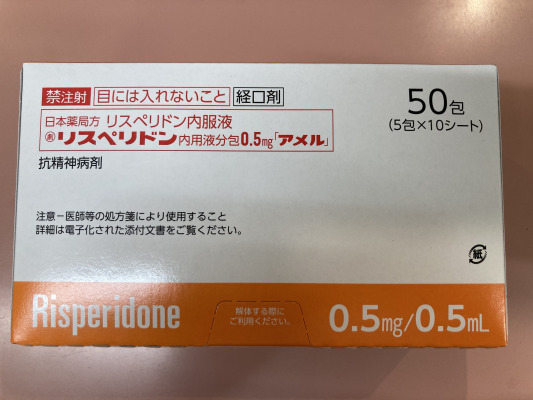 禁注射 目には入れないこと 経口剤
50包
(5包×10シート)
日本薬局方 リスペリドン内服液
劇 リスペリドン内用液分包0.5mg「アメル」
抗精神病剤
注意－医師等の処方箋により使用すること
詳細は電子化された添付文書をご覧ください。
紙
Risperidone
解体する際に
ご利用ください。
0.5mg/0.5mL